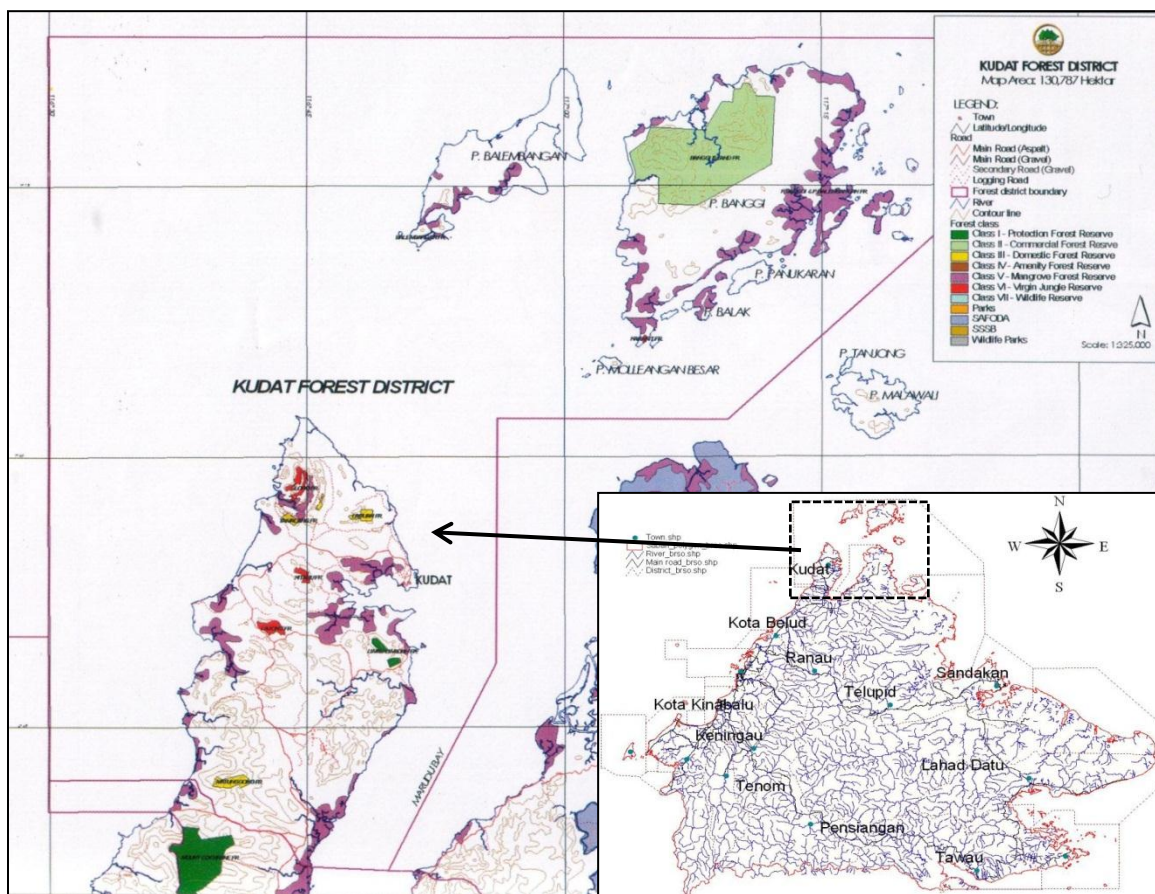 KUDAT FOREST DISTRICT
Map Area: 130,787 Hektar
LEGEND:
Town
Latitude/Longitude
Road
Main Road (Aspalt)
Main Road (Gravel)
Secondary Road (Gravel)
Logging Road
Forest district boundary
River
Contour line
Forest class
Class I - Protection Forest Reserve
Class II - Commercial Forest Reserve
Class III - Domestic Forest Reserve
Class IV - Amenity Forest Reserve
Class V - Mangrove Forest Reserve
Class VI - Virgin Jungle Reserve
Class VII - Wildlife Reserve
Parks
SAFODA
SSSB
Wildlife Parks
N
Scale: 1:325,000
P. BALEMBANGAN
P. BANGGI
P. PANUKARAN
P. BALAK
P. MOLLEANGAN BESAR
P. TANJONG
P. MALAWALI
KUDAT FOREST DISTRICT
KUDAT
MARUDU BAY
N
W
E
S
Town.shp
River_brso.shp
Main road_brso.shp
District_brso.shp
Kudat
Kota Belud
Ranau
Telupid
Sandakan
Kota Kinabalu
Keningau
Lahad Datu
Tenom
Pensiangan
Tawau